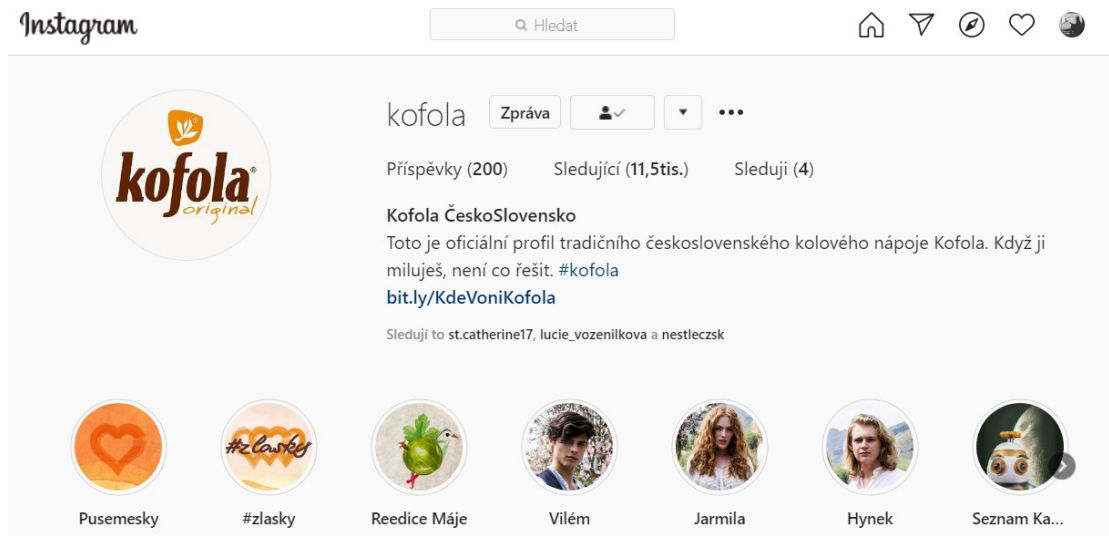 Instagram
Hledat
kofola®
original
kofola Zpráva
Příspěvky (200) Sledující (11,5tis.) Sleduji (4)
Kofola ČeskoSlovensko
Toto je oficiální profil tradičního československého kolového nápoje Kofola. Když ji
miluješ, není co řešit. #kofola
bit.ly/KdeVoniKofola
Sledují to st.catherine17, lucie_vozenilkova a nestleczsk
#zlasky
Pusemesky #zlasky Reedice Máje Vilém Jarmila Hynek Seznam Ka...